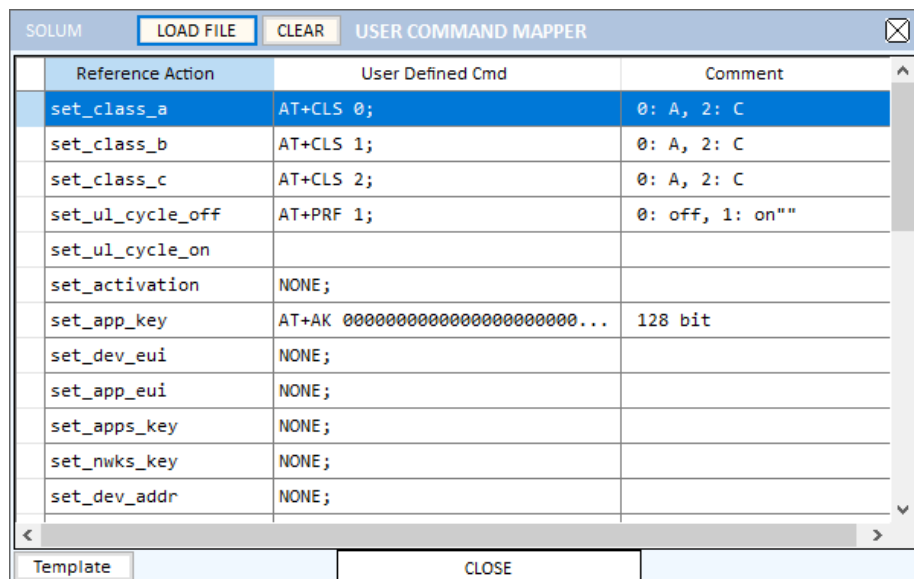 SOLUM LOAD FILE CLEAR USER COMMAND MAPPER
Reference Action User Defined Cmd Comment
set_class_a AT+CLS 0; 0: A, 2: C
set_class_b AT+CLS 1; 0: A, 2: C
set_class_c AT+CLS 2; 0: A, 2: C
set_ul_cycle_off AT+PRF 1; 0: off, 1: on""
set_ul_cycle_on
set_activation NONE;
set_app_key AT+AK 0000000000000000000000... 128 bit
set_dev_eui NONE;
set_app_eui NONE;
set_apps_key NONE;
set_nwks_key NONE;
set_dev_addr NONE;
Template CLOSE